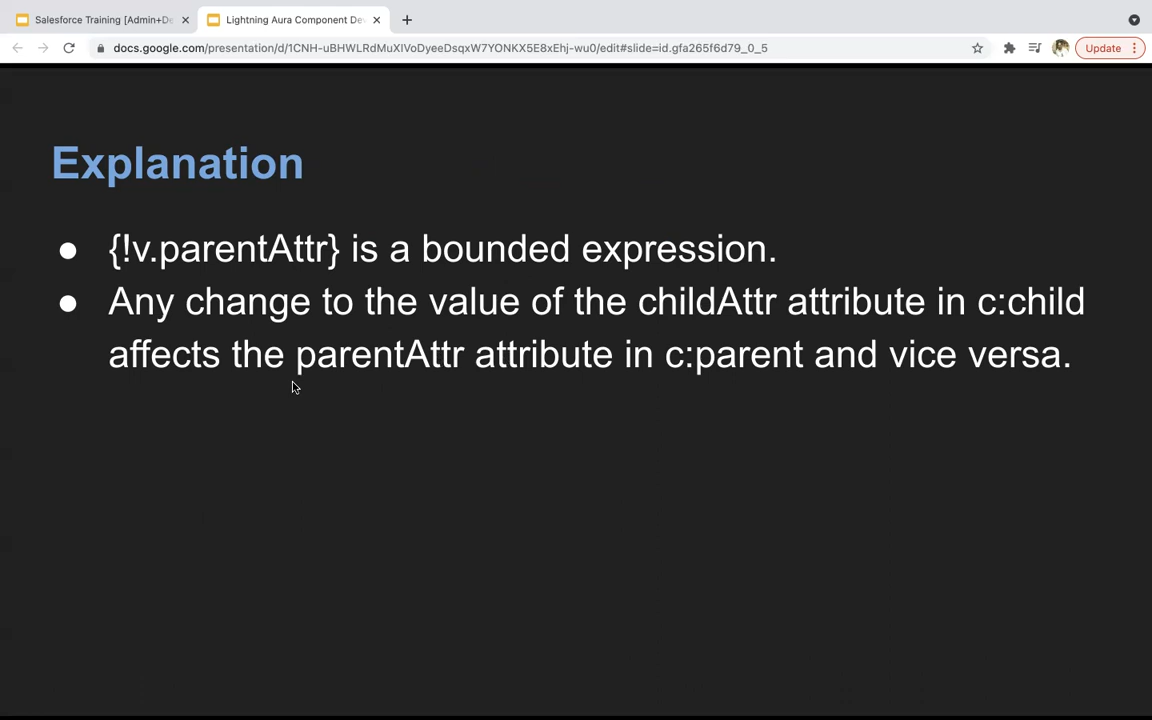 Salesforce Training [Admin+De
Lightning Aura Component De
docs.google.com/presentation/d/1CNH-uBHWLRdMuXlVoDyeeDsqxW7YONKX5E8xEhj-wu0/edit#slide=id.gfa265f6d79_0_5
Update
Explanation
● {!v.parentAttr} is a bounded expression.
● Any change to the value of the childAttr attribute in c:child
affects the parentAttr attribute in c:parent and vice versa.